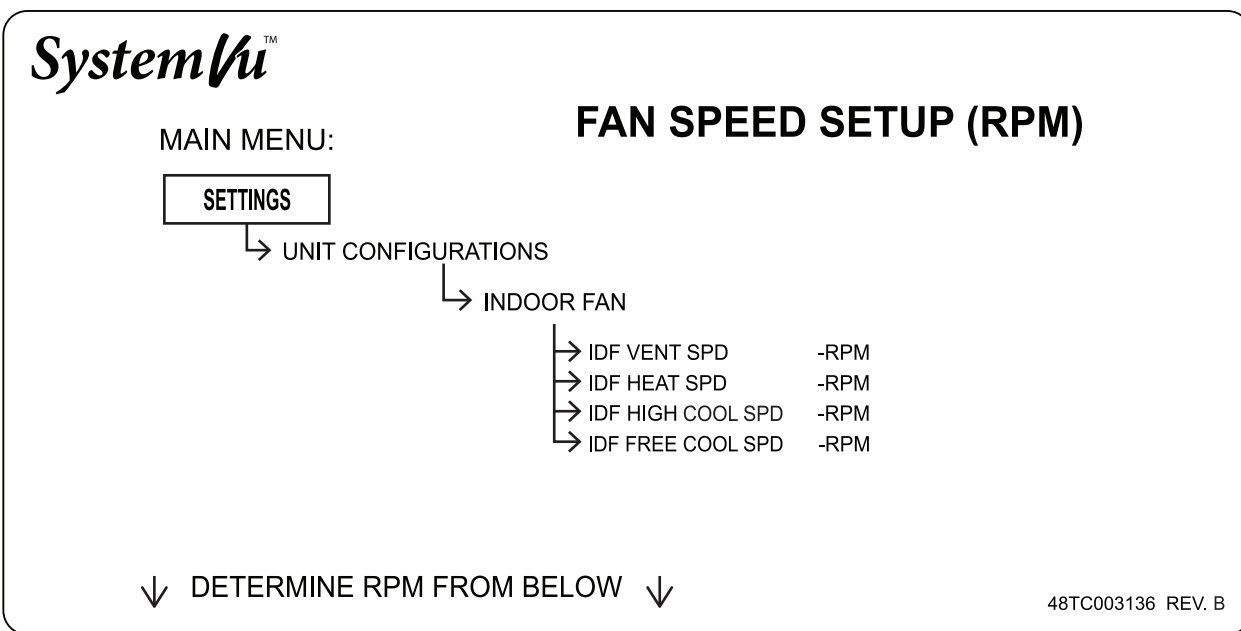 SystemVu™
FAN SPEED SETUP (RPM)
MAIN MENU:
SETTINGS
UNIT CONFIGURATIONS
INDOOR FAN
IDF VENT SPD -RPM
IDF HEAT SPD -RPM
IDF HIGH COOL SPD -RPM
IDF FREE COOL SPD -RPM
DETERMINE RPM FROM BELOW
48TC003136 REV. B